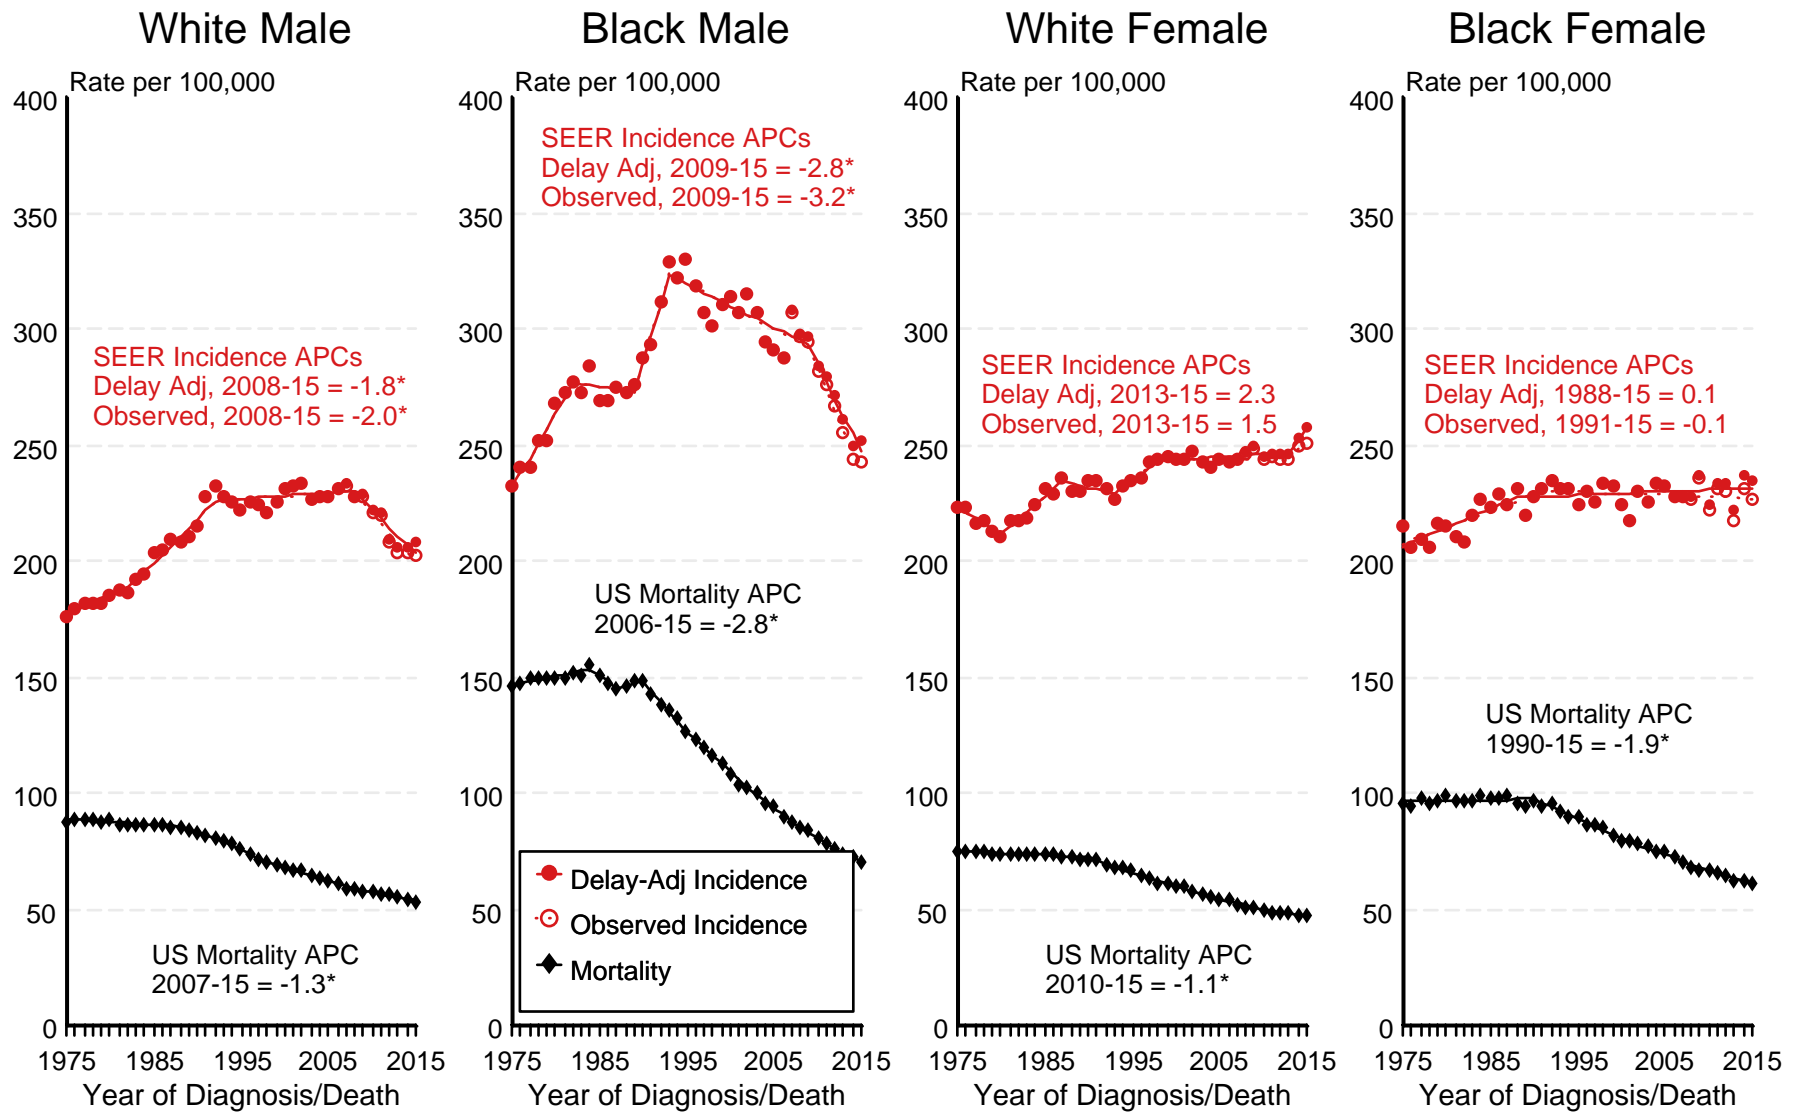 White Male
Rate per 100,000
400
350
300
250
200
150
100
50
0
SEER Incidence APCs
Delay Adj, 2008-15 = -1.8*
Observed, 2008-15 = -2.0*
US Mortality APC
2007-15 = -1.3*
1975 1985 1995 2005 2015
Year of Diagnosis/Death
Black Male
Rate per 100,000
400
350
300
250
200
150
100
50
0
SEER Incidence APCs
Delay Adj, 2009-15 = -2.8*
Observed, 2009-15 = -3.2*
US Mortality APC
2006-15 = -2.8*
Delay-Adj Incidence
Observed Incidence
Mortality
1975 1985 1995 2005 2015
Year of Diagnosis/Death
White Female
Rate per 100,000
400
350
300
250
200
150
100
50
0
SEER Incidence APCs
Delay Adj, 2013-15 = 2.3
Observed, 2013-15 = 1.5
US Mortality APC
2010-15 = -1.1*
1975 1985 1995 2005 2015
Year of Diagnosis/Death
Black Female
Rate per 100,000
400
350
300
250
200
150
100
50
0
SEER Incidence APCs
Delay Adj, 1988-15 = 0.1
Observed, 1991-15 = -0.1
US Mortality APC
1990-15 = -1.9*
1975 1985 1995 2005 2015
Year of Diagnosis/Death